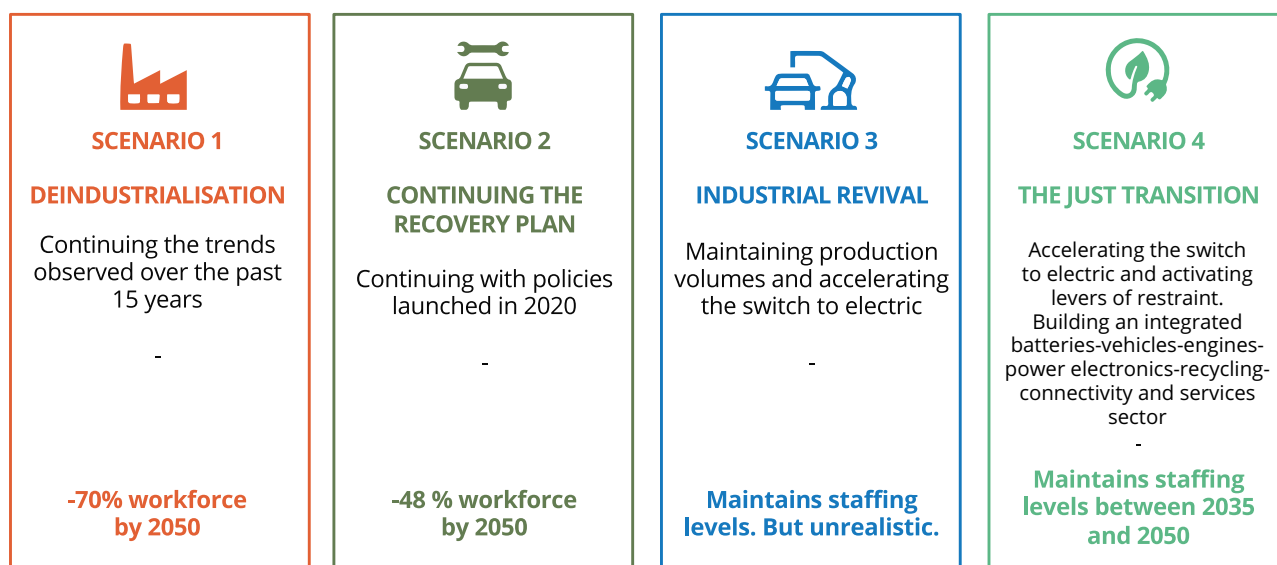 SCENARIO 1
DEINDUSTRIALISATION
Continuing the trends
observed over the past
15 years
-
-70% workforce
by 2050
SCENARIO 2
CONTINUING THE
RECOVERY PLAN
Continuing with policies
launched in 2020
-
-48 % workforce
by 2050
SCENARIO 3
INDUSTRIAL REVIVAL
Maintaining production
volumes and accelerating
the switch to electric
-
Maintains staffing
levels. But unrealistic.
SCENARIO 4
THE JUST TRANSITION
Accelerating the switch
to electric and activating
levers of restraint.
Building an integrated
batteries-vehicles-engines-
power electronics-recycling-
connectivity and services
sector
-
Maintains staffing
levels between 2035
and 2050